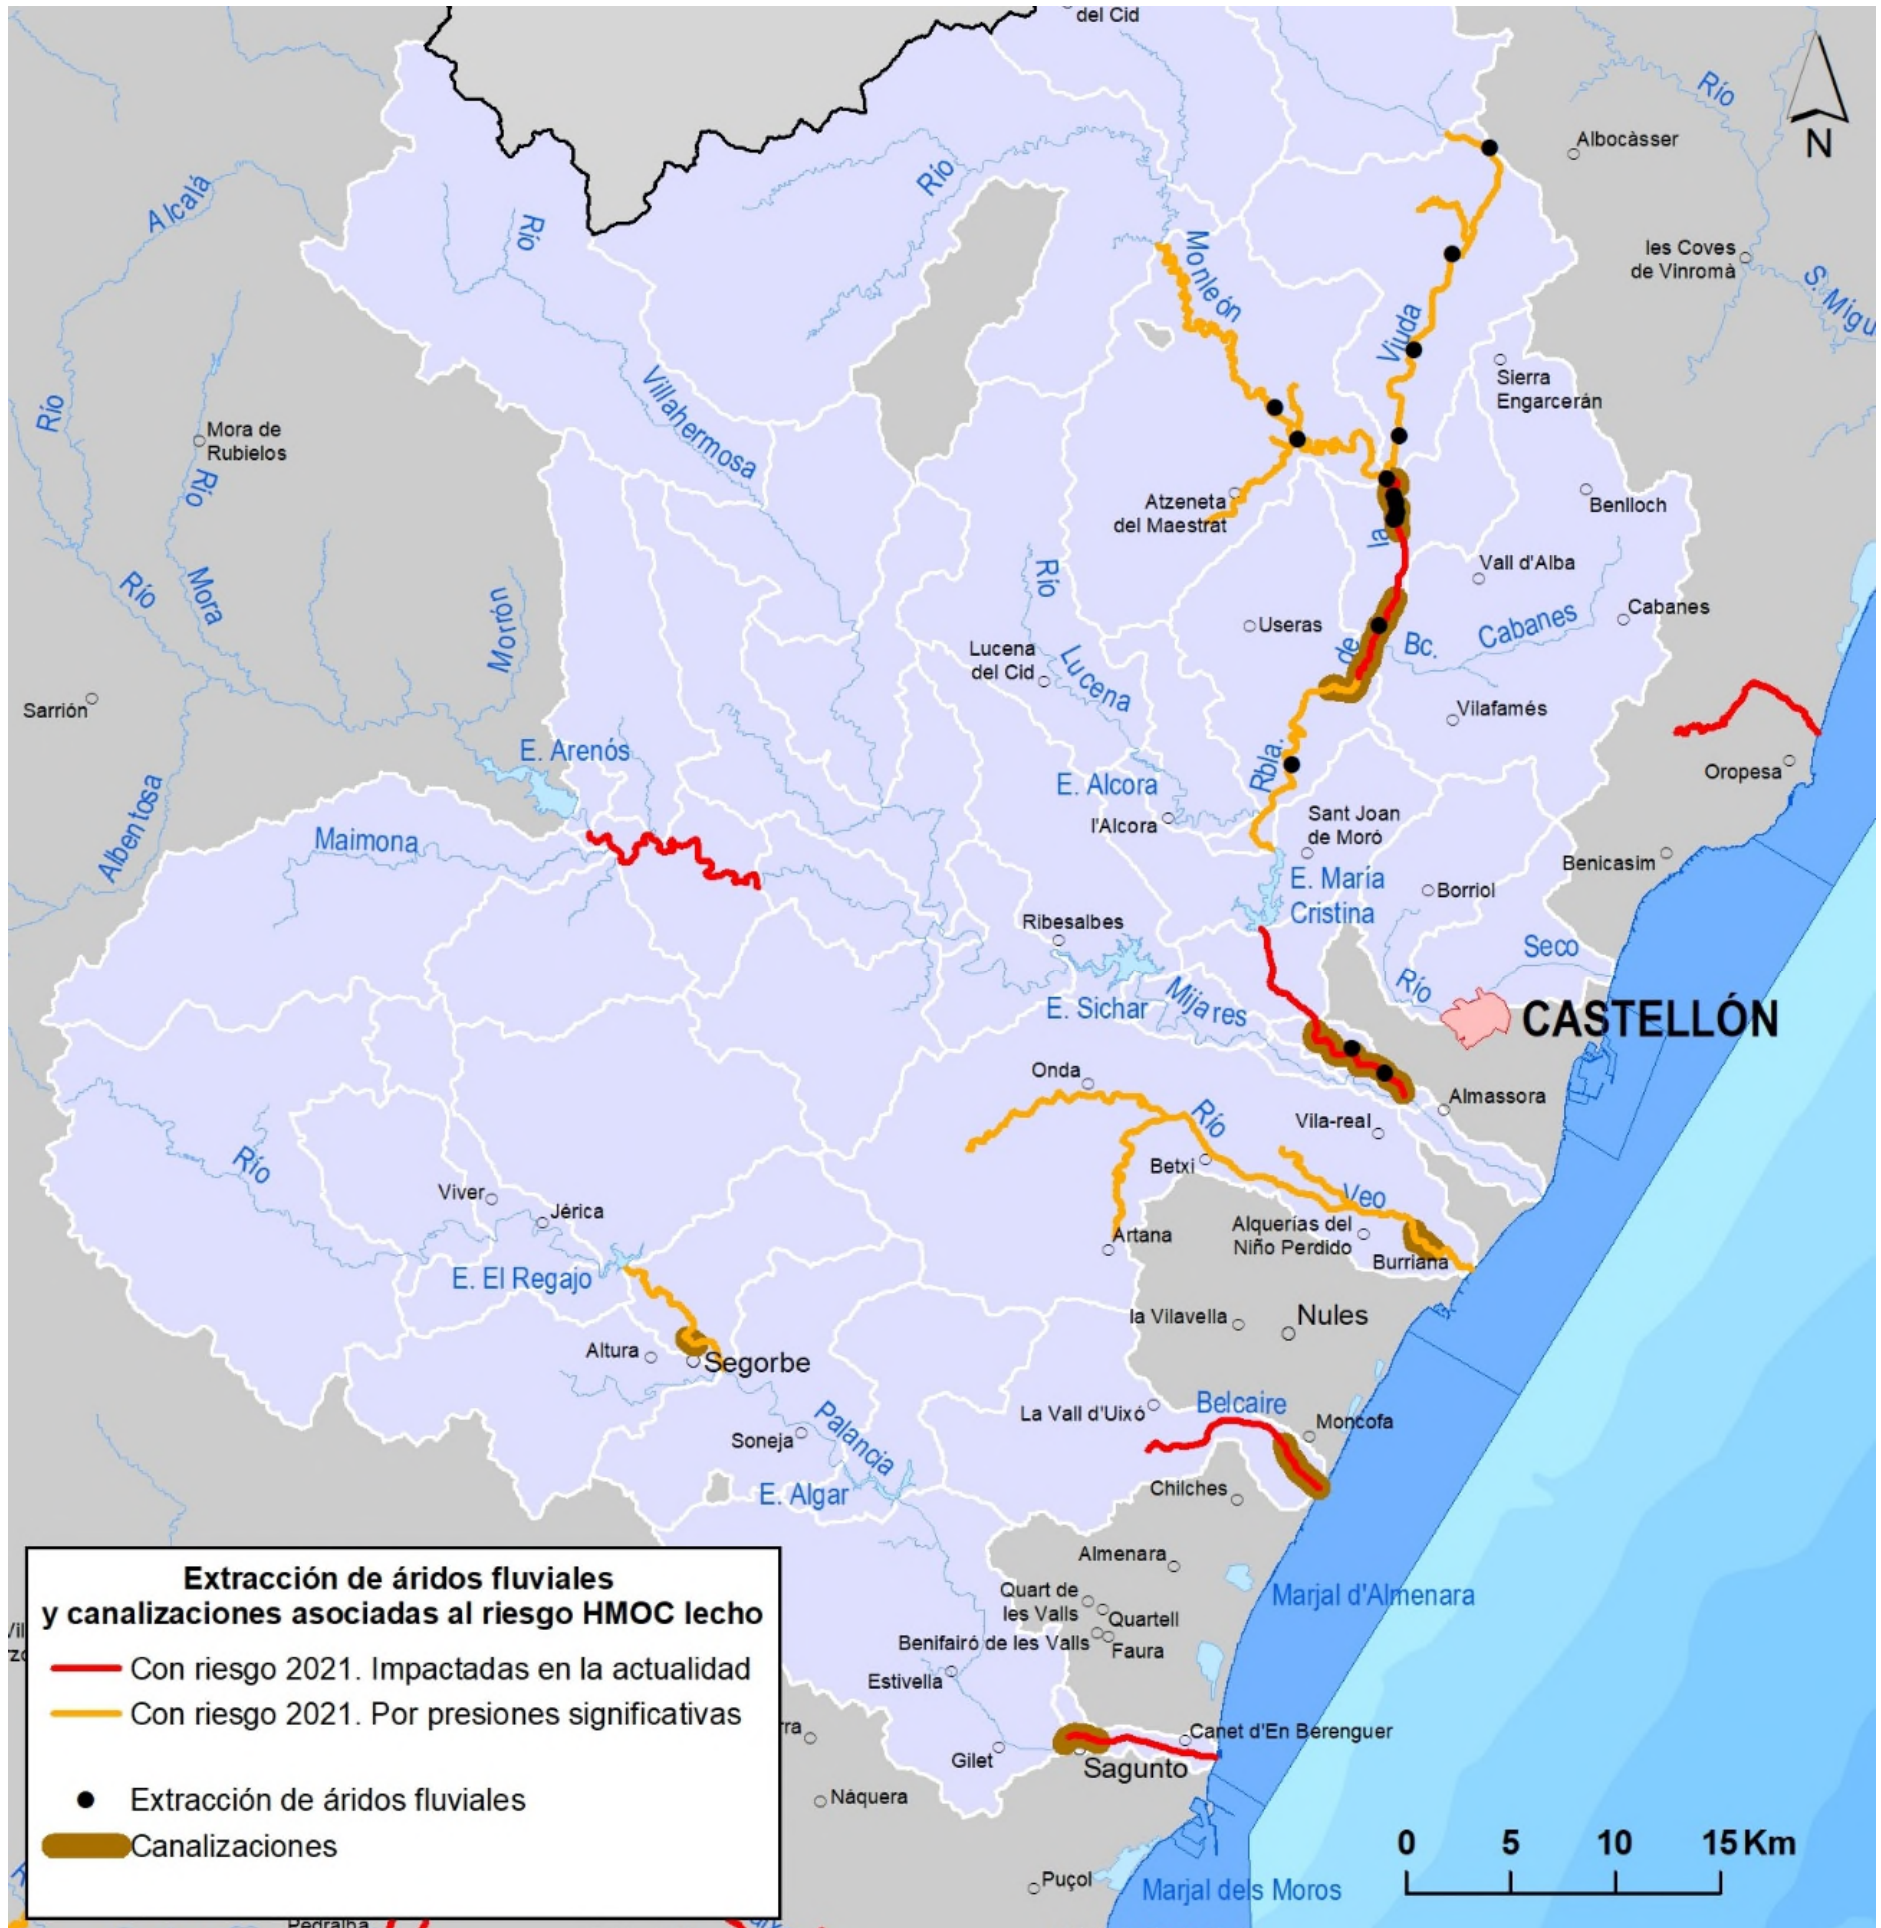 del Cid
Río
Albocàsser
N
Alcalá
Río
Río
les Coves
de Vinromà
S. Migu
Monleón
Viuda
Sierra
Engarcerán
Río
Villahermosa
Mora de
Rubielos
Río
Mora
Atzeneta
del Maestrat
Benlloch
la
Vall d'Alba
Río
Morrón
Río
Lucena
Useras
de
Bc.
Cabanes
Cabanes
Lucena
del Cid
Sarrión
Vilafamés
E. Arenós
Rbla.
Oropesa
E. Alcora
l'Alcora
Sant Joan
de Moró
Albentosa
Maimona
Benicasim
E. María
Cristina
Borriol
Ribesalbes
Seco
Río
E. Sichar
Mijares
CASTELLÓN
Onda
Almassora
Vila-real
Río
Betxi
Veo
Río
Viver
Jérica
Artana
Alquerías del
Niño Perdido
Burriana
E. El Regajo
la Vilavella
Nules
Altura
Segorbe
Belcaire
La Vall d'Uixó
Moncofa
Soneja
Palancia
E. Algar
Chilches
Almenara
Marjal d'Almenara
Quart de
les Valls
Quartell
Benifairó de les Valls
Faura
Estivella
Canet d'En Berenguer
Gilet
Sagunto
Náquera
Puçol
Marjal dels Moros
Pedralba
rra
Extracción de áridos fluviales
y canalizaciones asociadas al riesgo HMOC lecho
Con riesgo 2021. Impactadas en la actualidad
Con riesgo 2021. Por presiones significativas
Extracción de áridos fluviales
Canalizaciones
0 5 10 15 Km